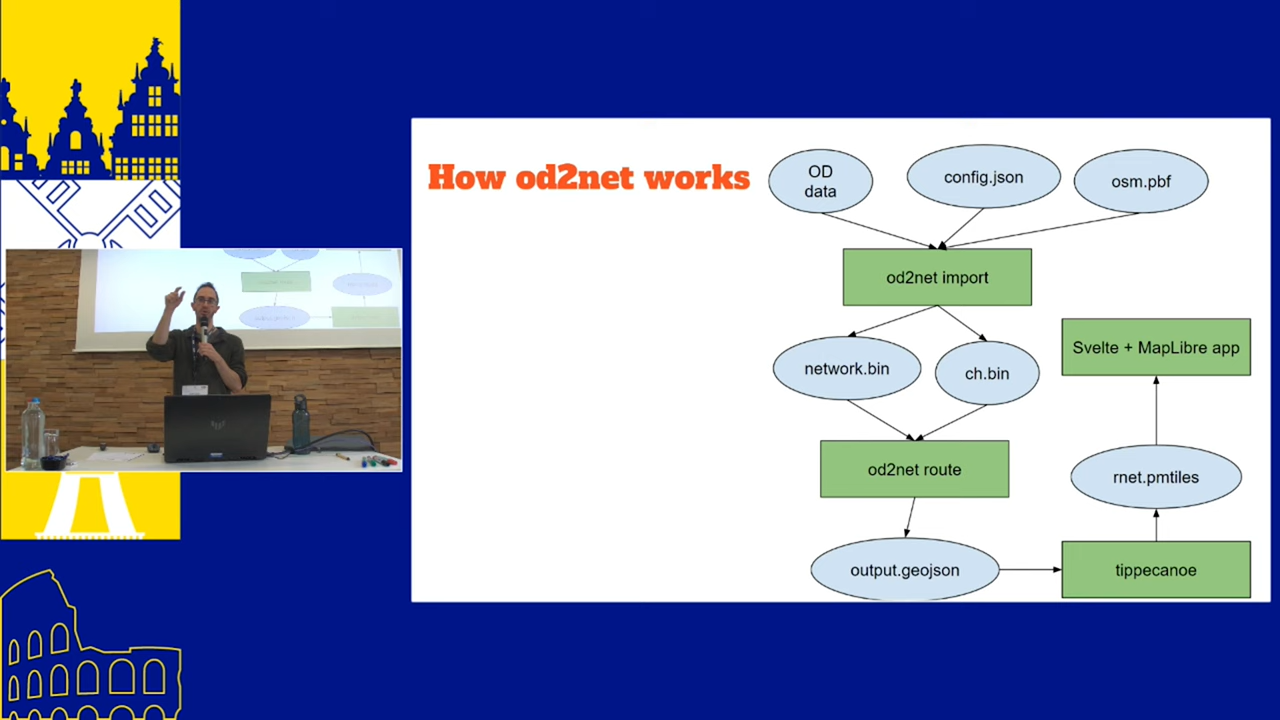 How od2net works
OD
data
config.json
osm.pbf
od2net import
network.bin
ch.bin
Svelte + MapLibre app
od2net route
rnet.pmtiles
output.geojson
tippecanoe